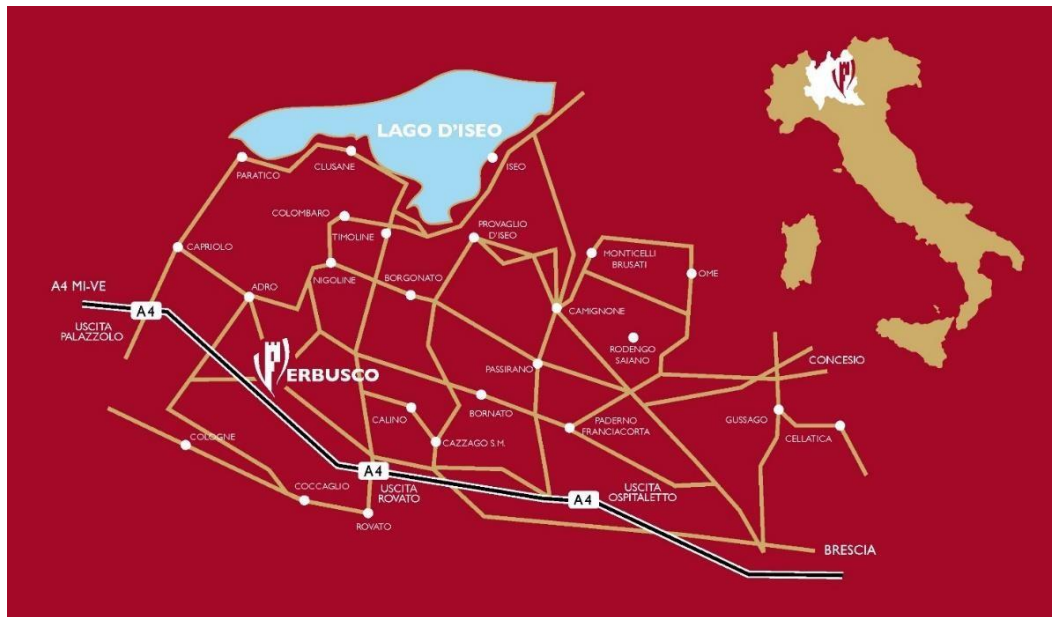 LAGO D'ISEO
PARATICO
CLUSANE
ISEO
COLOMBARO
TIMOLINE
PROVAGLIO
D'ISEO
CAPRIOLO
MONTICELLI
BRUSATI
OME
NIGOLINE
BORGONATO
A4 MI-VE
ADRO
A4
USCITA
PALAZZOLO
CAMIGNONE
RODENGO
SAIANO
CONCESIO
ERBUSCO
PASSIRANO
BORNATO
CALINO
PADERNO
FRANCIACORTA
GUSSAGO
CELLATICA
COLOGNE
CAZZAGO S.M.
A4
USCITA
ROVATO
COCCAGLIO
ROVATO
USCITA
OSPITALETTO
A4
BRESCIA